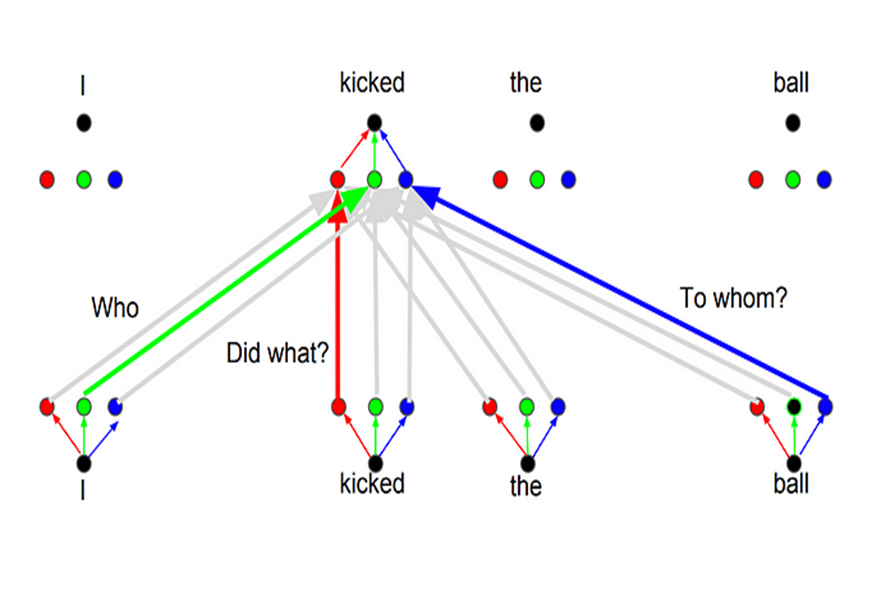 I kicked the ball
Who
To whom?
Did what?
I kicked the ball